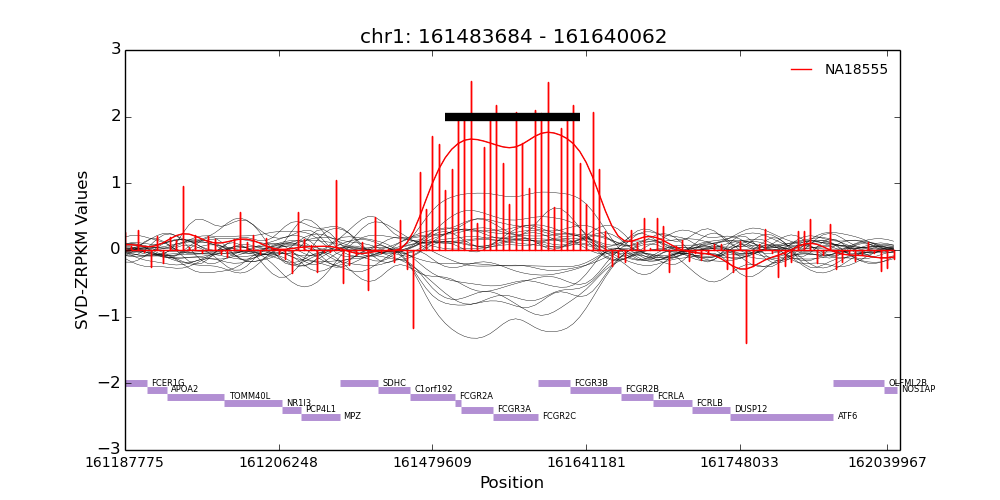 chr1: 161483684 - 161640062
NA18555
SVD-ZRPKM Values
3
2
1
0
−1
−2
−3
FCER1G
SDHC
FCGR3B
OLFML2B
APOA2
C1orf192
FCGR2B
NOS1AP
TOMM40L
FCGR2A
FCRLA
NR1I3
FCRLB
PCP4L1
FCGR3A
DUSP12
MPZ
FCGR2C
ATF6
161187775
161206248
161479609
161641181
161748033
162039967
Position